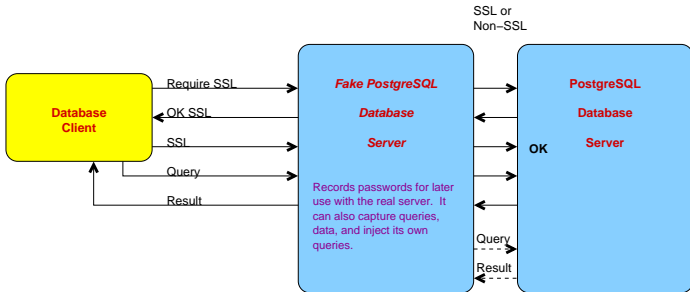 SSL or
Non−SSL
Require SSL
OK SSL
SSL
Query
Result
Database
Client
Fake PostgreSQL
Database
Server
Records passwords for later
use with the real server.  It
can also capture queries,
data, and inject its own
queries.
PostgreSQL
Database
Server
OK
Query
Result